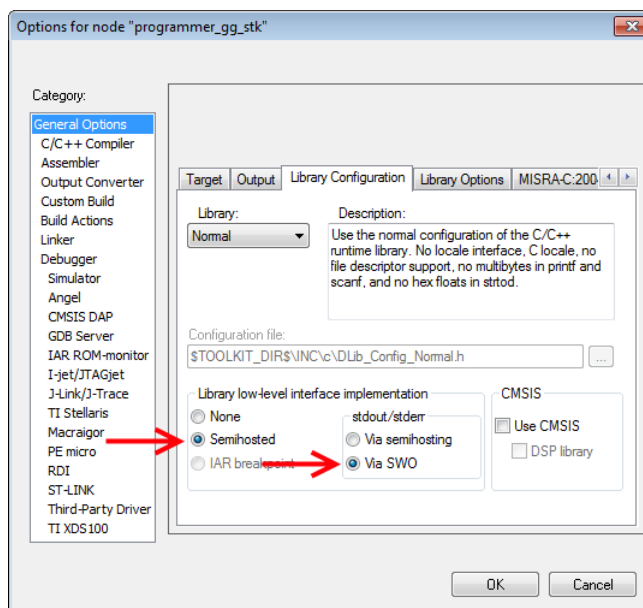 Options for node "programmer_gg_stk"
Category:
General Options
C/C++ Compiler
Assembler
Output Converter
Custom Build
Build Actions
Linker
Debugger
Simulator
Angel
CMSIS DAP
GDB Server
IAR ROM-monitor
I-jet/JTAGjet
J-Link/J-Trace
TI Stellaris
Macraigor
PE micro
RDI
ST-LINK
Third-Party Driver
TI XDS100
Target Output Library Configuration Library Options MISRA-C:200
Library:
Normal
Description:
Use the normal configuration of the C/C++
runtime library. No locale interface, C locale, no
file descriptor support, no multibytes in printf and
scanf, and no hex floats in strtod.
Configuration file:
$TOOLKIT_DIR$\INC\c\DLib_Config_Normal.h
...
Library low-level interface implementation
None
Semihosted
IAR breakpoint
stdout/stderr
Via semihosting
Via SWO
CMSIS
Use CMSIS
DSP library
OK Cancel